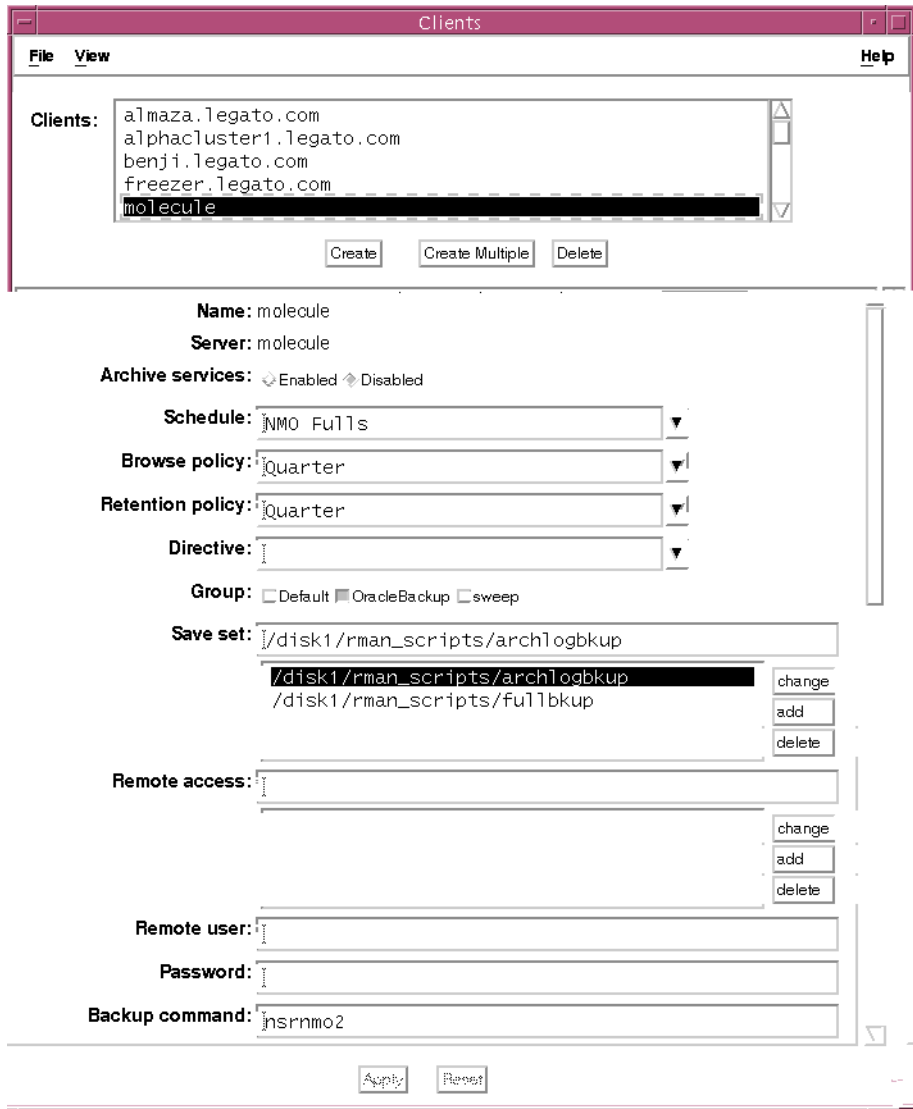 Clients
File View Help
Clients:
almaza.legato.com
alphacluster1.legato.com
benji.legato.com
freezer.legato.com
molecule
Create Create Multiple Delete
Name: molecule
Server: molecule
Archive services: Enabled Disabled
Schedule: NMO Fulls
Browse policy: Quarter
Retention policy: Quarter
Directive:
Group: Default OracleBackup sweep
Save set: /disk1/rman_scripts/archlogbkup
/disk1/rman_scripts/archlogbkup change
/disk1/rman_scripts/fullbkup
add
delete
Remote access:
change
add
delete
Remote user:
Password:
Backup command: nsrnmo2
Apply Reset